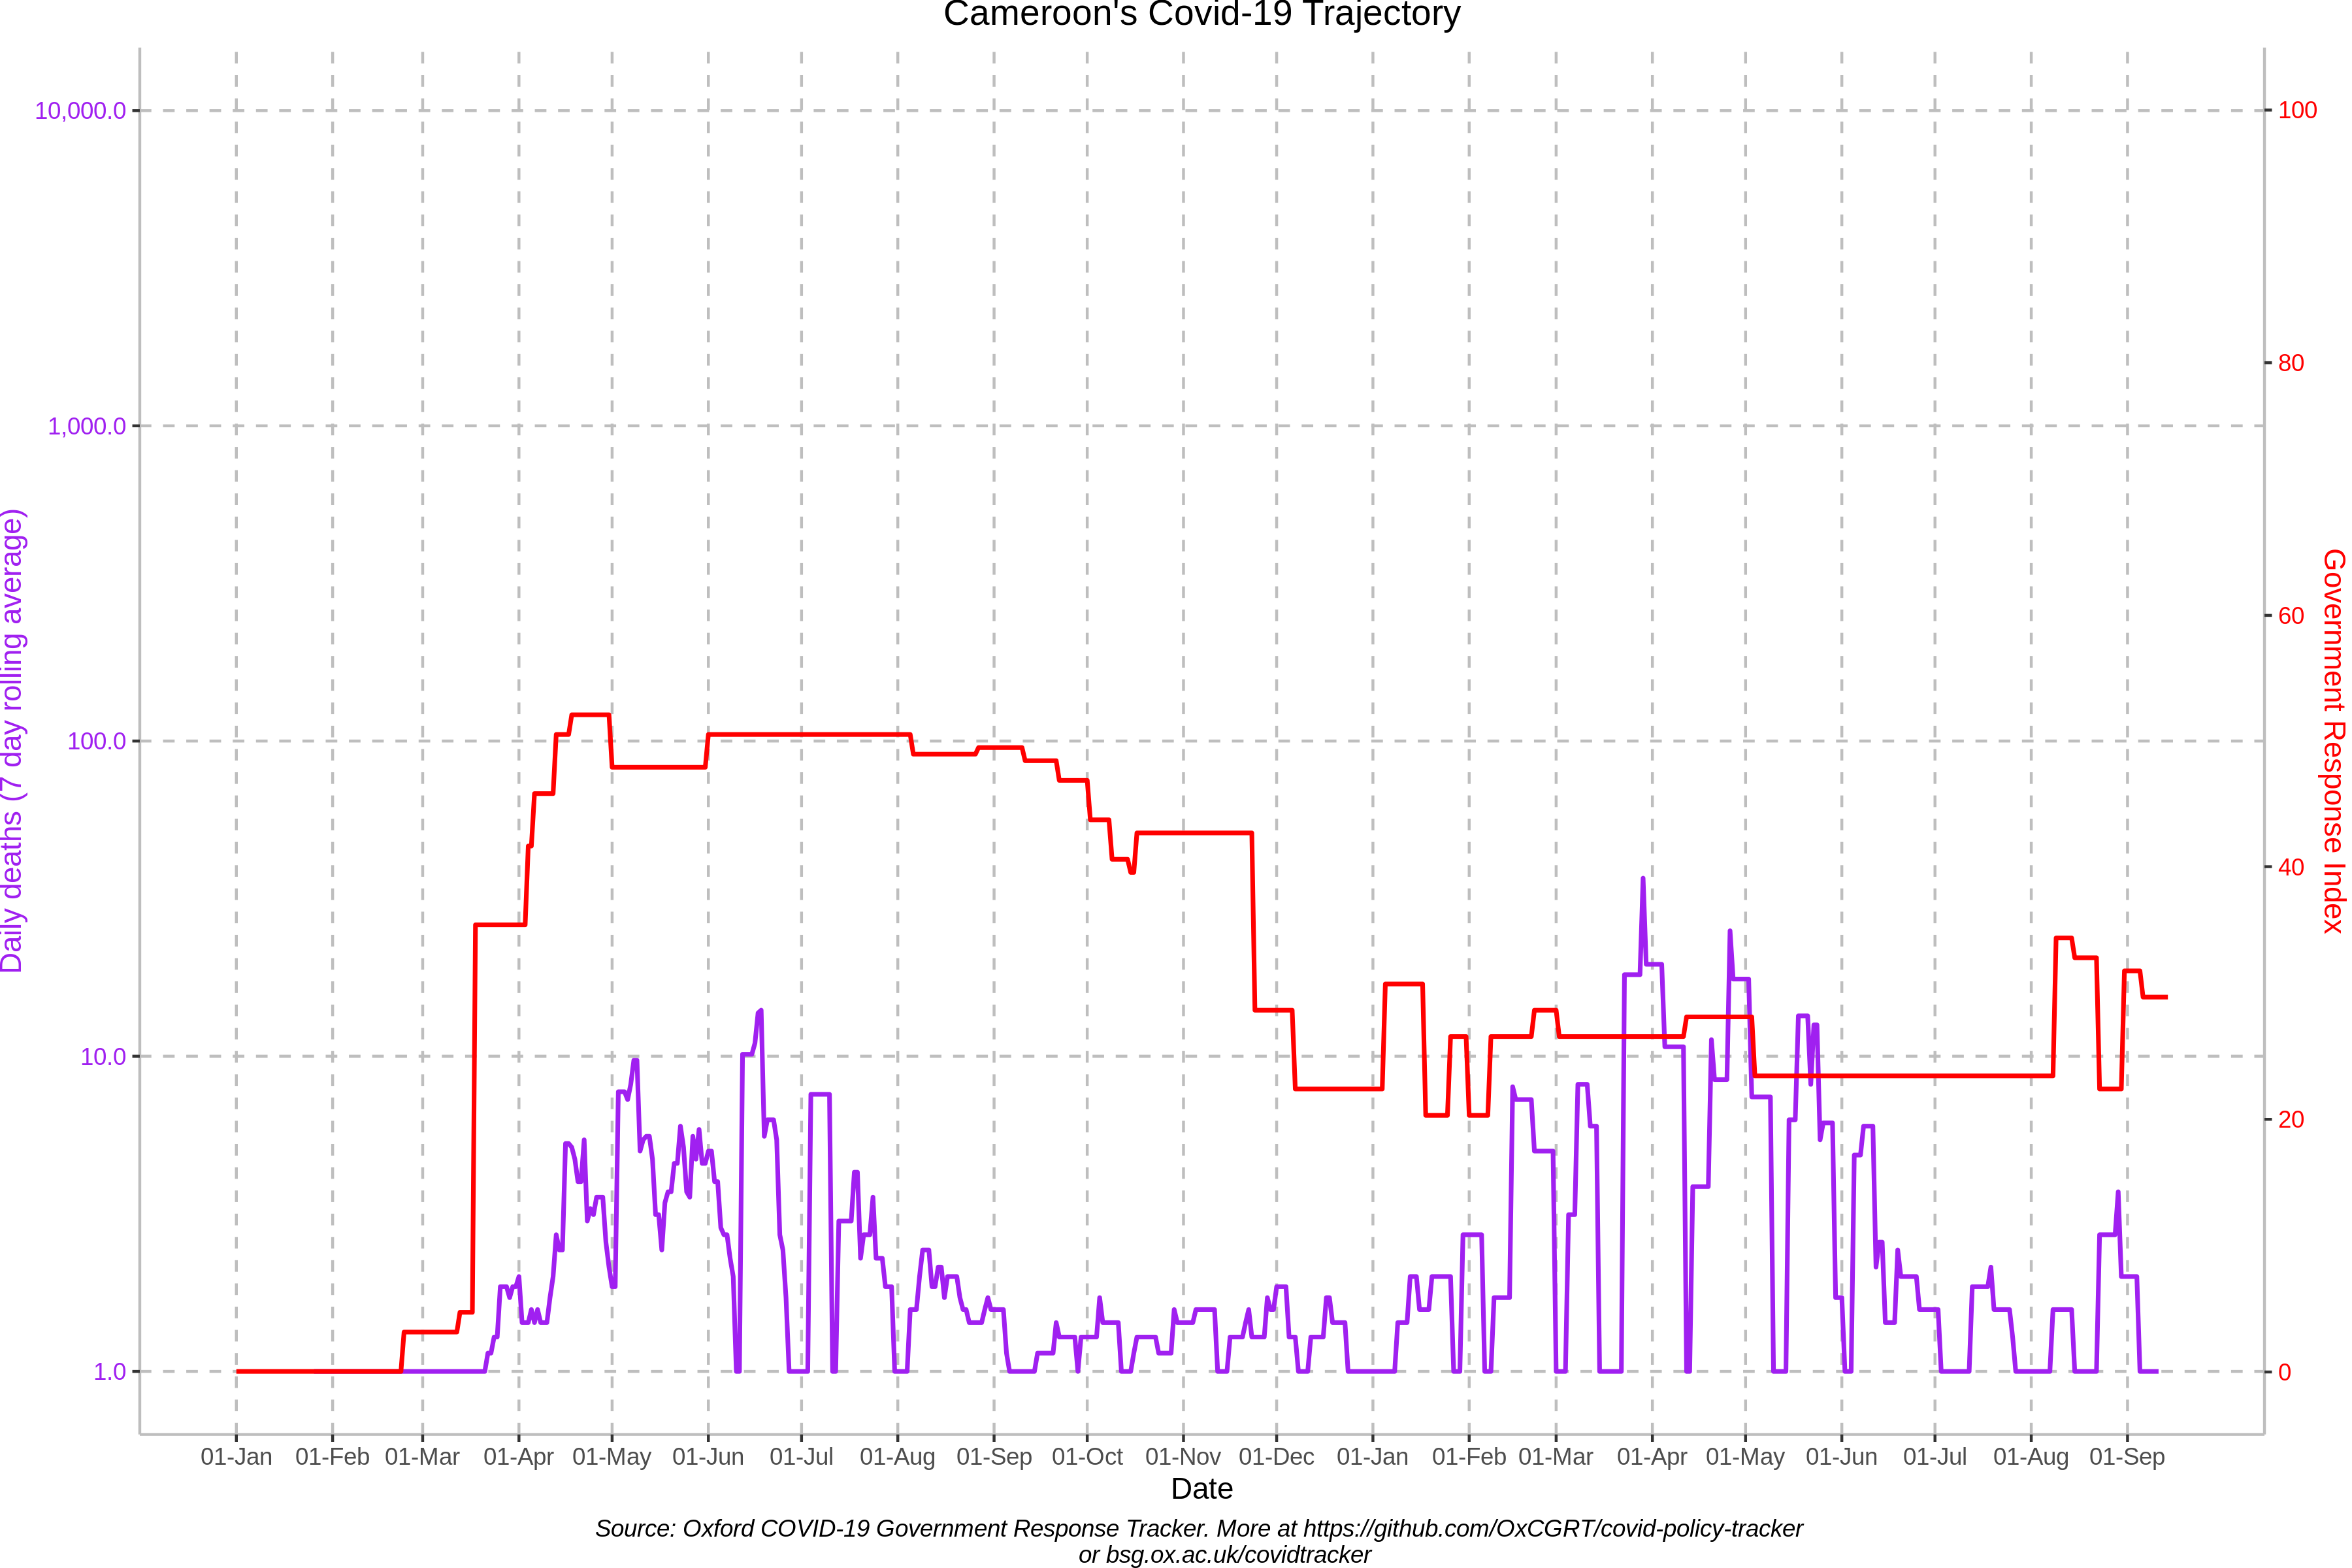 Cameroon's Covid-19 Trajectory
Daily deaths (7 day rolling average)
10,000.0
1,000.0
100.0
10.0
1.0
100
80
60
40
20
0
Government Response Index
01-Jan 01-Feb 01-Mar 01-Apr 01-May 01-Jun 01-Jul 01-Aug 01-Sep 01-Oct 01-Nov 01-Dec 01-Jan 01-Feb 01-Mar 01-Apr 01-May 01-Jun 01-Jul 01-Aug 01-Sep
Date
Source: Oxford COVID-19 Government Response Tracker. More at https://github.com/OxCGRT/covid-policy-tracker
or bsg.ox.ac.uk/covidtracker